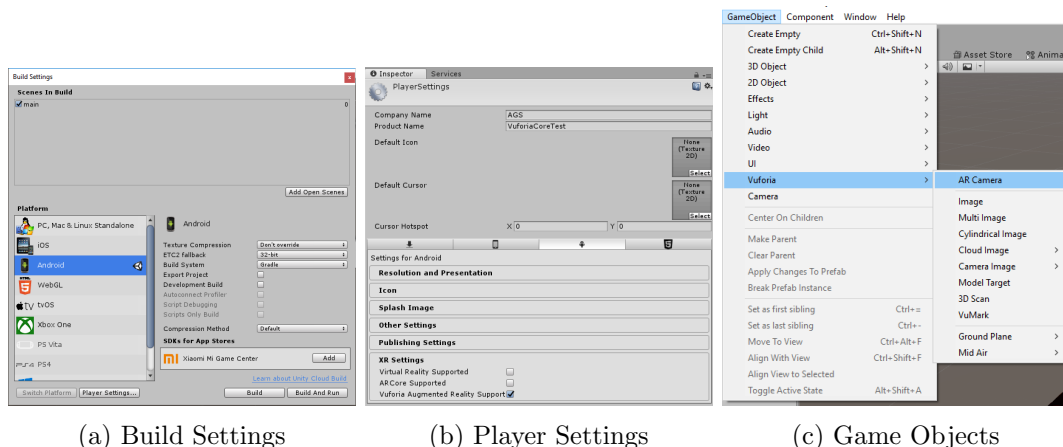 Build Settings
Scenes In Build
main 0
Add Open Scenes
Platform
PC, Mac & Linux Standalone
iOS
Android
WebGL
tv tvOS
Xbox One
PS Vita
PS4
Android
Texture Compression Don't override
ETC2 fallback 32-bit
Build System Gradle
Export Project
Development Build
Autoconnect Profiler
Script Debugging
Scripts Only Build
Compression Method Default
SDKs for App Stores
Xiaomi Mi Game Center Add
Learn about Unity Cloud Build
Switch Platform Player Settings... Build Build And Run
(a) Build Settings
Inspector Services
PlayerSettings
Company Name AGS
Product Name VuforiaCoreTest
Default Icon
None
(Texture
2D)
Select
Default Cursor
None
(Texture
2D)
Select
Cursor Hotspot X 0 Y 0
Settings for Android
Resolution and Presentation
Icon
Splash Image
Other Settings
Publishing Settings
XR Settings
Virtual Reality Supported
ARCore Supported
Vuforia Augmented Reality Support
(b) Player Settings
GameObject Component Window Help
Create Empty Ctrl+Shift+N
Create Empty Child Alt+Shift+N
3D Object
2D Object
Effects
Light
Audio
Video
UI
Vuforia
Camera
Center On Children
Make Parent
Clear Parent
Apply Changes To Prefab
Break Prefab Instance
Set as first sibling Ctrl+=
Set as last sibling Ctrl+-
Move To View Ctrl+Alt+F
Align With View Ctrl+Shift+F
Align View to Selected
Toggle Active State Alt+Shift+A
Asset Store
AR Camera
Image
Multi Image
Cylindrical Image
Cloud Image
Camera Image
Model Target
3D Scan
VuMark
Ground Plane
Mid Air
(c) Game Objects